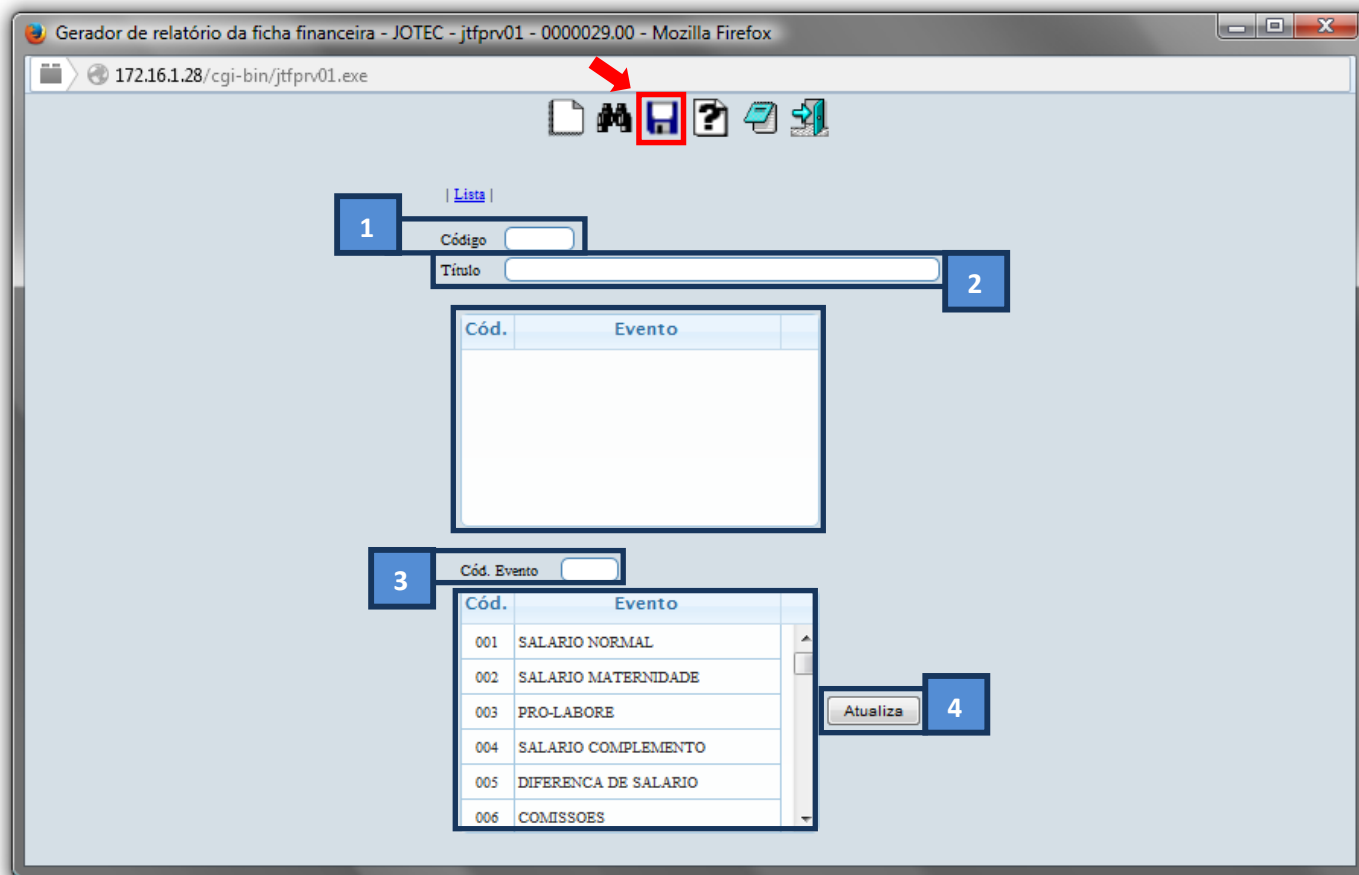 Gerador de relatório da ficha financeira - JOTEC - jtfprv01 - 0000029.00 - Mozilla Firefox
172.16.1.28/cgi-bin/jtfprv01.exe
| Lista |
1
Código
Título
2
Cód. Evento
3
Cód. Evento
Cód. Evento
001 SALARIO NORMAL
002 SALARIO MATERNIDADE
003 PRO-LABORE
Atualiza
4
004 SALARIO COMPLEMENTO
005 DIFERENCA DE SALARIO
006 COMISSOES